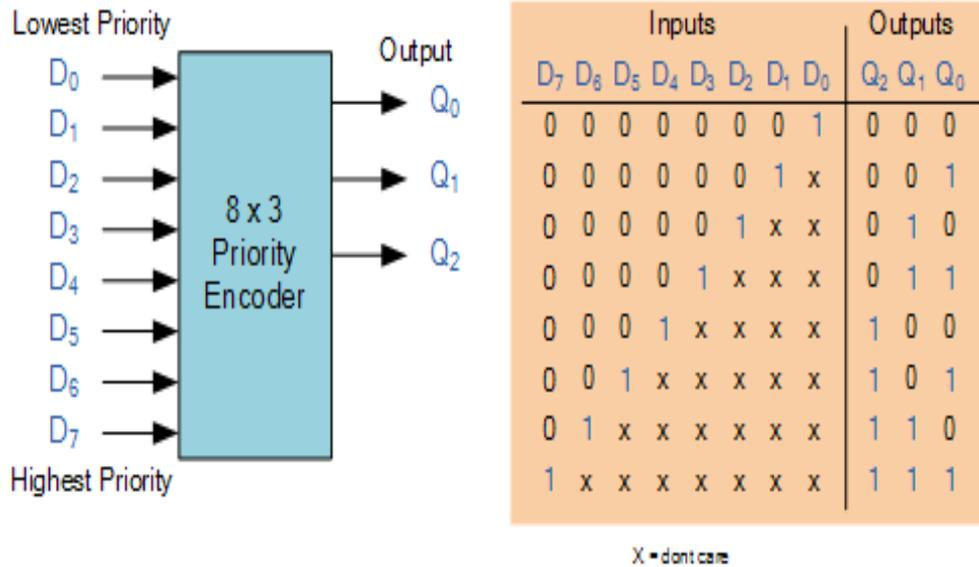 Lowest Priority
D0
D1
D2
D3
D4
D5
D6
D7
Highest Priority
8 x 3
Priority
Encoder
Output
Q0
Q1
Q2
Inputs Outputs
D7 D6 D5 D4 D3 D2 D1 D0 Q2 Q1 Q0
0 0 0 0 0 0 0 1 0 0 0
0 0 0 0 0 0 1 x 0 0 1
0 0 0 0 0 1 x x 0 1 0
0 0 0 0 1 x x x 0 1 1
0 0 0 1 x x x x 1 0 0
0 0 1 x x x x x 1 0 1
0 1 x x x x x x 1 1 0
1 x x x x x x x 1 1 1
X = dont care